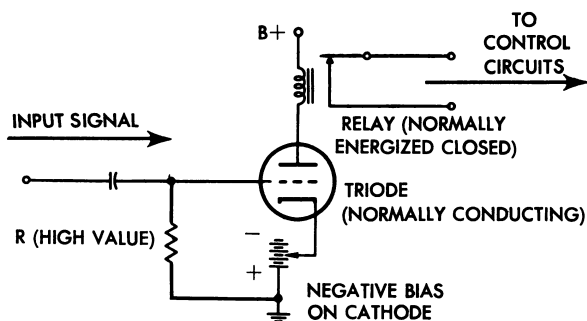 B+
TO
CONTROL
CIRCUITS
INPUT SIGNAL
RELAY (NORMALLY
ENERGIZED CLOSED)
TRIODE
(NORMALLY CONDUCTING)
R (HIGH VALUE)
−
+
NEGATIVE BIAS
ON CATHODE